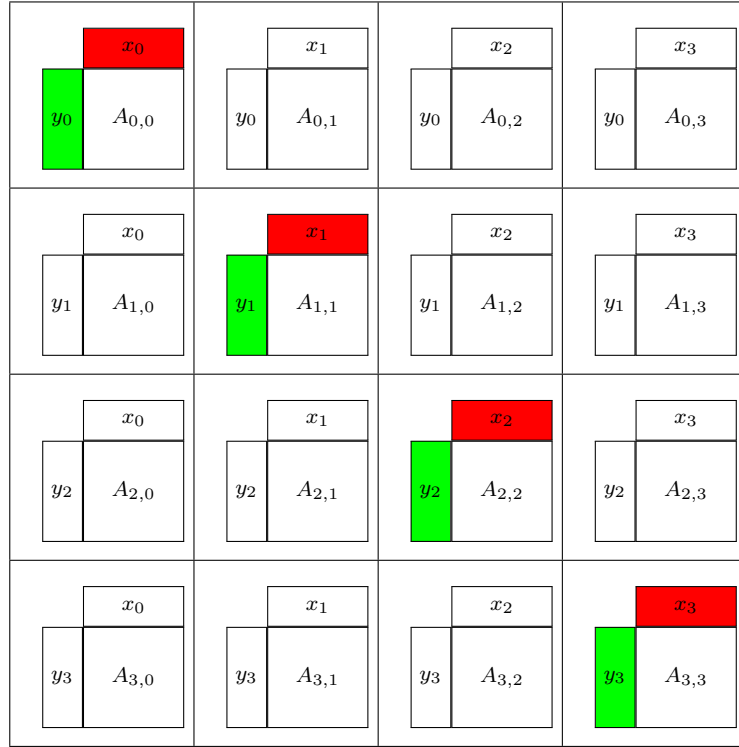 x₀ x₁ x₂ x₃
y₀ A₀,₀ y₀ A₀,₁ y₀ A₀,₂ y₀ A₀,₃
x₀ x₁ x₂ x₃
y₁ A₁,₀ y₁ A₁,₁ y₁ A₁,₂ y₁ A₁,₃
x₀ x₁ x₂ x₃
y₂ A₂,₀ y₂ A₂,₁ y₂ A₂,₂ y₂ A₂,₃
x₀ x₁ x₂ x₃
y₃ A₃,₀ y₃ A₃,₁ y₃ A₃,₂ y₃ A₃,₃